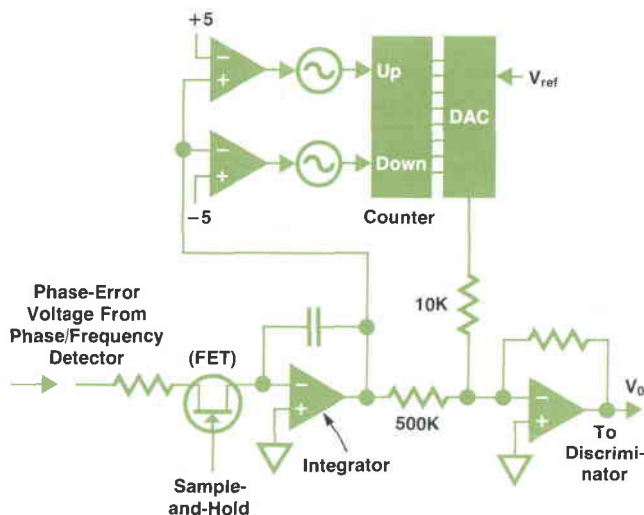 +5
−
+
Up
DAC
V_ref
−
+
Down
−5
Counter
Phase-Error
Voltage From
Phase/Frequency
Detector
10K
(FET)
−
+
500K
−
+
V_0
To
Discrimi-
nator
Integrator
Sample-
and-Hold